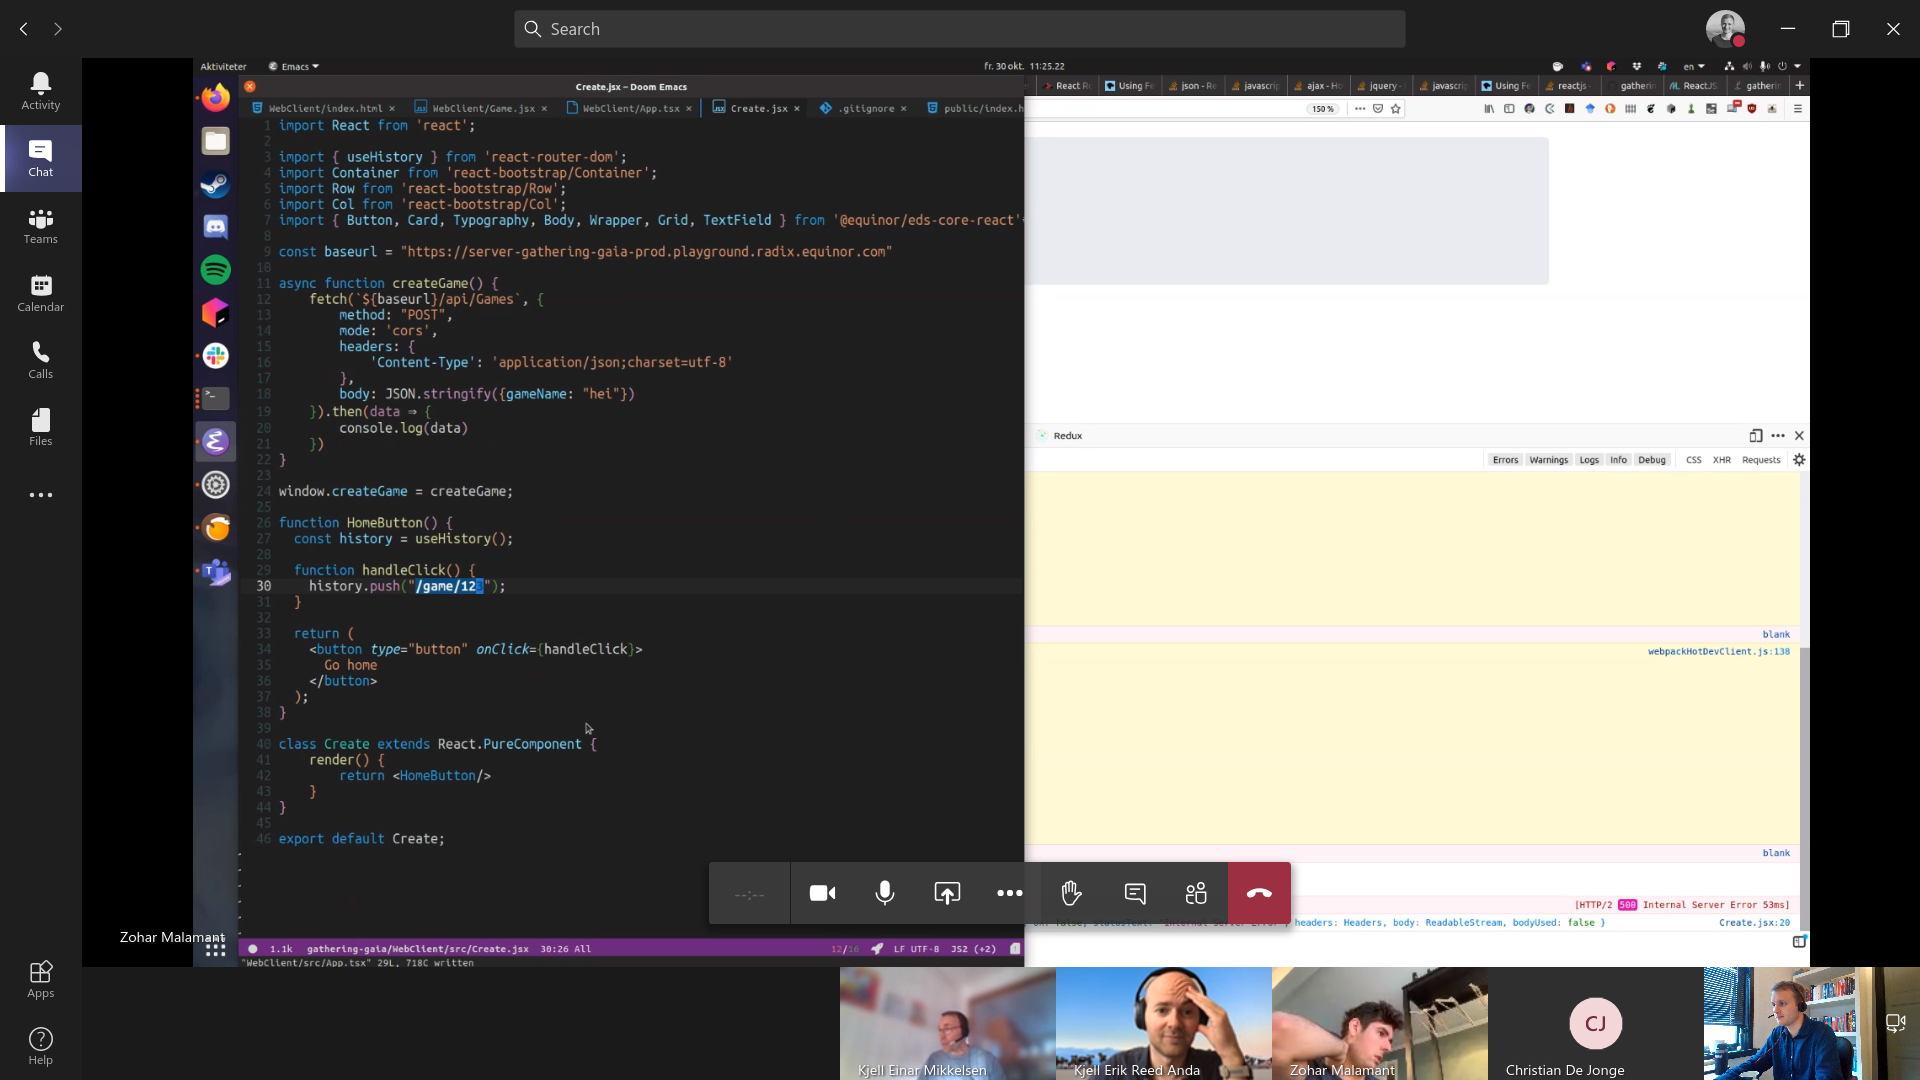 Search
Activity
Chat
Teams
Calendar
Calls
Files
Apps
Help
Aktiviteter
Emacs
fr. 30 okt. 11:25.22
en
Create.jsx – Doom Emacs
WebClient/index.html ×
WebClient/Game.jsx ×
WebClient/App.tsx ×
Create.jsx ×
.gitignore ×
public/index.h
1 import React from 'react';
2
3 import { useHistory } from 'react-router-dom';
4 import Container from 'react-bootstrap/Container';
5 import Row from 'react-bootstrap/Row';
6 import Col from 'react-bootstrap/Col';
7 import { Button, Card, Typography, Body, Wrapper, Grid, TextField } from '@equinor/eds-core-react'
8
9 const baseurl = "https://server-gathering-gaia-prod.playground.radix.equinor.com"
10
11 async function createGame() {
12 fetch(`${baseurl}/api/Games`, {
13 method: "POST",
14 mode: 'cors',
15 headers: {
16 'Content-Type': 'application/json;charset=utf-8'
17 },
18 body: JSON.stringify({gameName: "hei"})
19 }).then(data ⇒ {
20 console.log(data)
21 })
22 }
23
24 window.createGame = createGame;
25
26 function HomeButton() {
27 const history = useHistory();
28
29 function handleClick() {
30 history.push("/game/123");
31 }
32
33 return (
34 <button type="button" onClick={handleClick}>
35 Go home
36 </button>
37 );
38 }
39
40 class Create extends React.PureComponent {
41 render() {
42 return <HomeButton/>
43 }
44 }
45
46 export default Create;
1.1k gathering-gaia/WebClient/src/Create.jsx 30:26 All
12/16
LF UTF-8 JS2 (+2)
"WebClient/src/App.tsx" 29L, 718C written
React R
Using Fe
json - Re
javascrip
ajax - Ho
jquery -
javascrip
Using Fe
reactjs
gatherin
ReactJS
gatherin
150 %
Redux
Errors Warnings Logs Info Debug CSS XHR Requests
blank
webpackHotDevClient.js:138
blank
[HTTP/2 500 Internal Server Error 53ms]
false, statusText: "Internal Server Error", headers: Headers, body: ReadableStream, bodyUsed: false }
Create.jsx:20
--:--
Zohar Malamant
Kjell Einar Mikkelsen
Kjell Erik Reed Anda
Zohar Malamant
CJ
Christian De Jonge